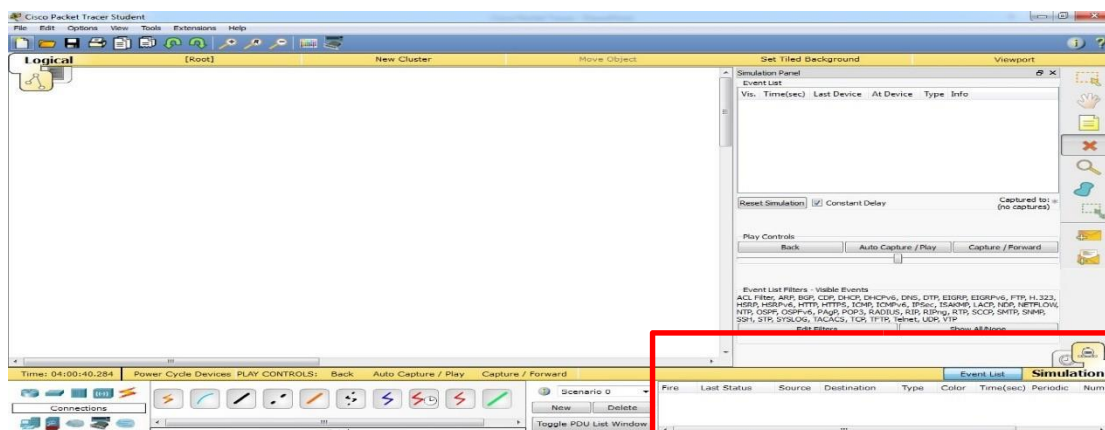 Cisco Packet Tracer Student
File Edit Options View Tools Extensions Help
Logical [Root] New Cluster Move Object Set Tiled Background Viewport
Simulation Panel
Event List
Vis. Time(sec) Last Device At Device Type Info
Reset Simulation Constant Delay Captured to:
(no captures)
Play Controls
Back Auto Capture / Play Capture / Forward
Event List Filters - Visible Events
ACL Filter, ARP, BGP, CDP, DHCP, DHCPv6, DNS, DTP, EIGRP, EIGRPv6, FTP, H.323,
HSRP, HSRPv6, HTTP, HTTPS, ICMP, ICMPv6, IPSec, ISAKMP, LACP, NDP, NETFLOW,
NTP, OSPF, OSPFv6, PAgP, POP3, RADIUS, RIP, RIPng, RTP, SCCP, SMTP, SNMP,
SSH, STP, SYSLOG, TACACS, TCP, TFTP, Telnet, UDP, VTP
Edit Filters Show All/None
Time: 04:00:40.284 Power Cycle Devices PLAY CONTROLS: Back Auto Capture / Play Capture / Forward Event List Simulation
Connections
Scenario 0
New Delete
Toggle PDU List Window
Fire Last Status Source Destination Type Color Time(sec) Periodic Num